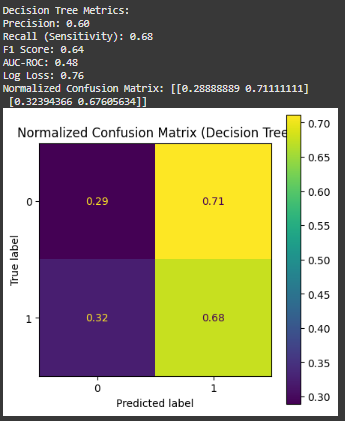 Decision Tree Metrics:
Precision: 0.60
Recall (Sensitivity): 0.68
F1 Score: 0.64
AUC-ROC: 0.48
Log Loss: 0.76
Normalized Confusion Matrix: [[0.28888889 0.71111111]
[0.32394366 0.67605634]]
Normalized Confusion Matrix (Decision Tree
0.70
0.65
0.60
0.55
0.50
0.45
0.40
0.35
0.30
True label
0
0.29
0.71
1
0.32
0.68
0
1
Predicted label